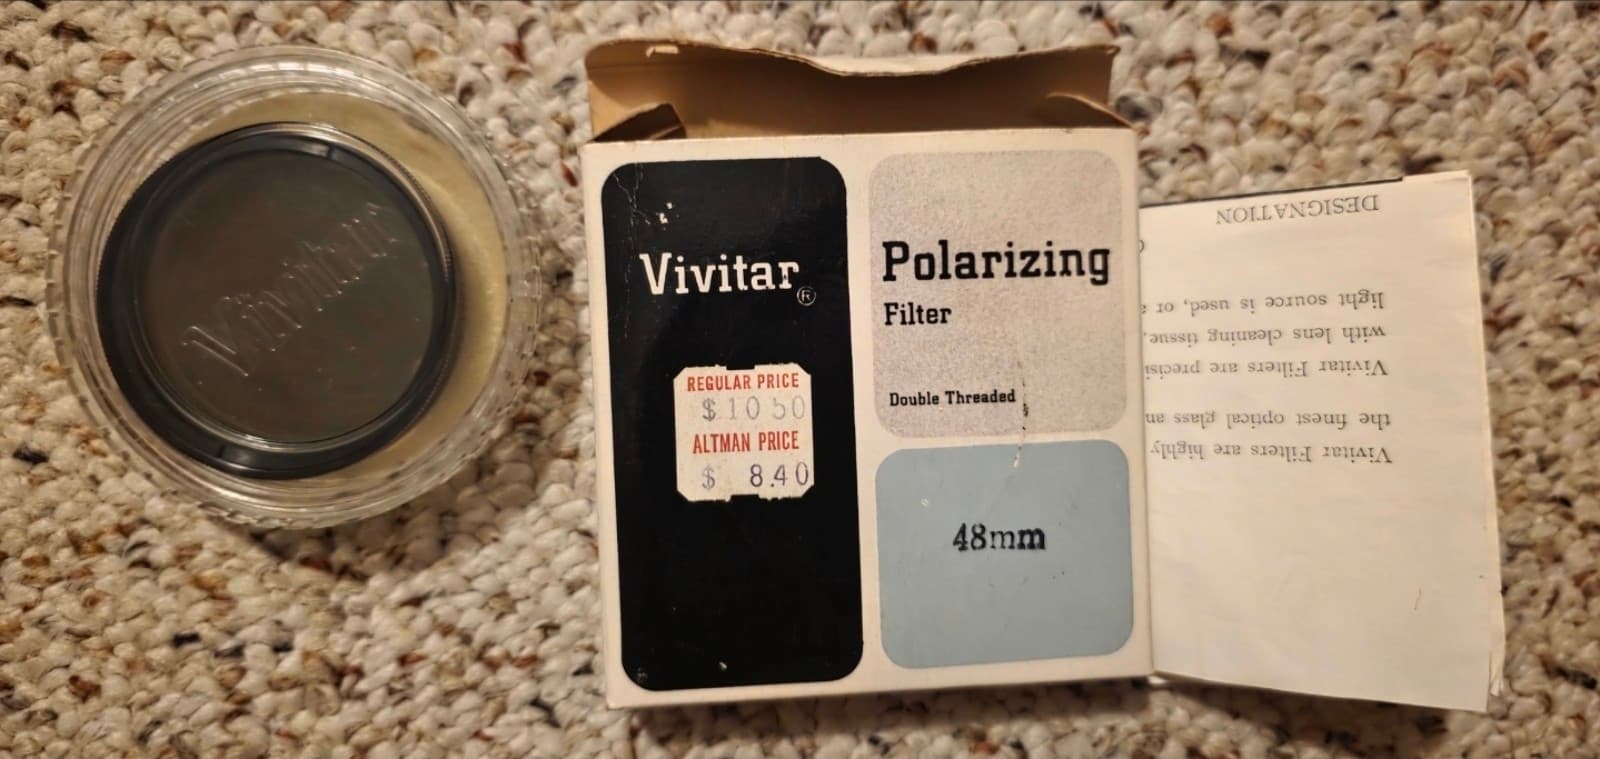 Vivitar
Vivitar®
REGULAR PRICE
$ 10 50
ALTMAN PRICE
$ 8.40
Polarizing
Filter
Double Threaded
48mm
Vivitar Filters are highly
the finest optical glass an
Vivitar Filters are precisi
with lens cleaning tissue,
light source is used, or
DESIGNATION